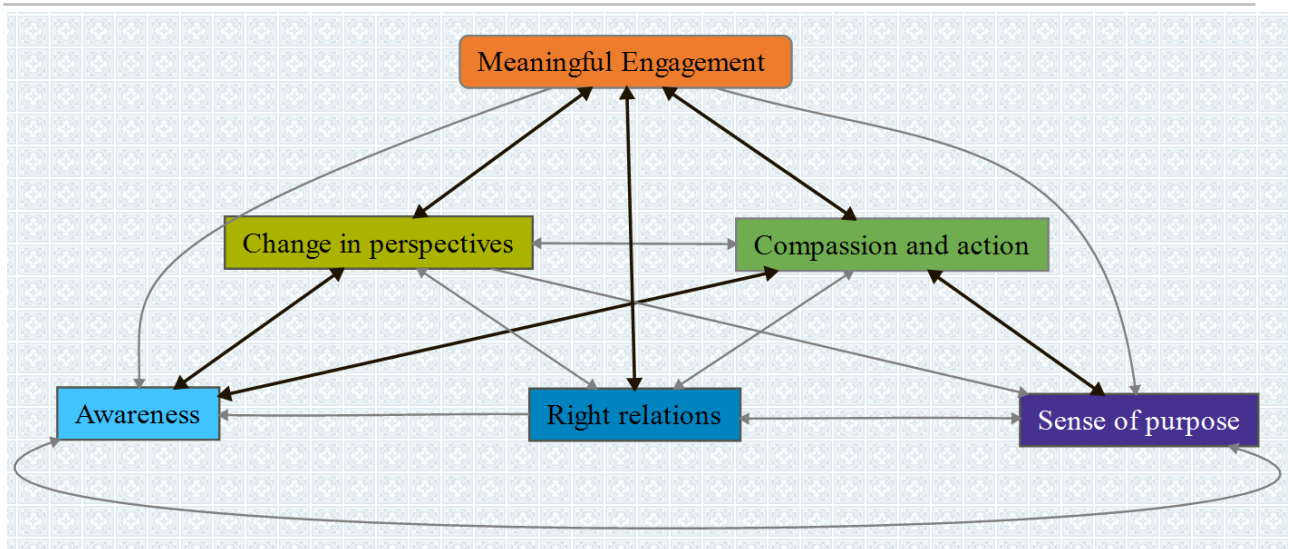 Meaningful Engagement
Change in perspectives
Compassion and action
Awareness
Right relations
Sense of purpose